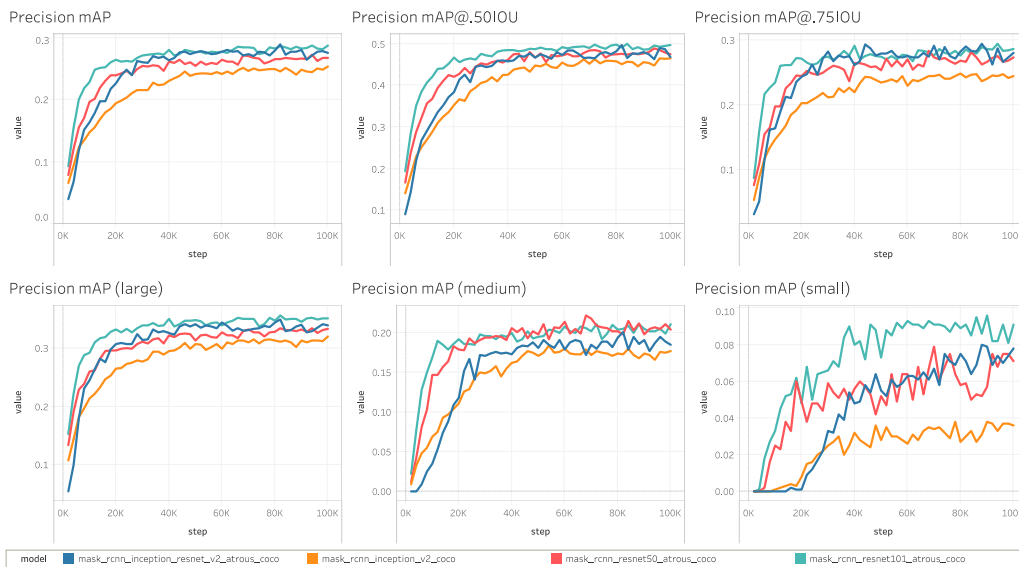 Precision mAP
Precision mAP@.50IOU
Precision mAP@.75IOU
0.3
0.2
0.1
0.0
value
0K
20K
40K
60K
80K
100K
step
0.5
0.4
0.3
0.2
0.1
value
0K
20K
40K
60K
80K
100K
step
0.3
0.2
0.1
value
0K
20K
40K
60K
80K
100
step
Precision mAP (large)
Precision mAP (medium)
Precision mAP (small)
0.3
0.2
0.1
value
0K
20K
40K
60K
80K
100K
step
0.20
0.15
0.10
0.05
0.00
value
0K
20K
40K
60K
80K
100K
step
0.10
0.08
0.06
0.04
0.02
0.00
value
0K
20K
40K
60K
80K
100
step
model
mask_rcnn_inception_resnet_v2_atrous_coco
mask_rcnn_inception_v2_coco
mask_rcnn_resnet50_atrous_coco
mask_rcnn_resnet101_atrous_coco